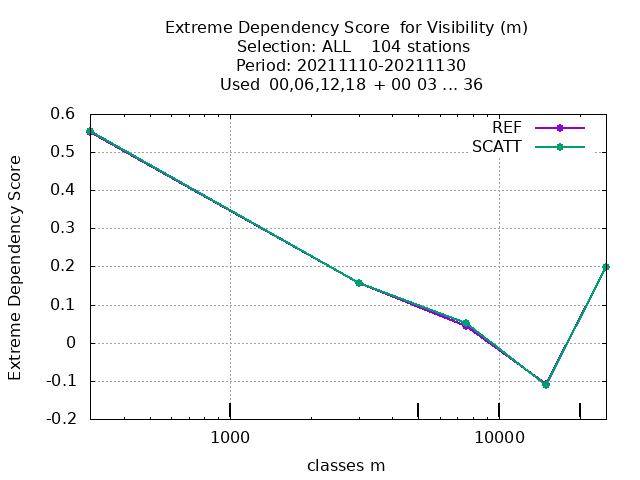 Extreme Dependency Score  for Visibility (m)
Selection: ALL    104 stations
Period: 20211110-20211130
Used  00,06,12,18  + 00 03 ... 36
REF
SCATT
Extreme Dependency Score
0.6
0.5
0.4
0.3
0.2
0.1
0
-0.1
-0.2
1000
10000
classes m